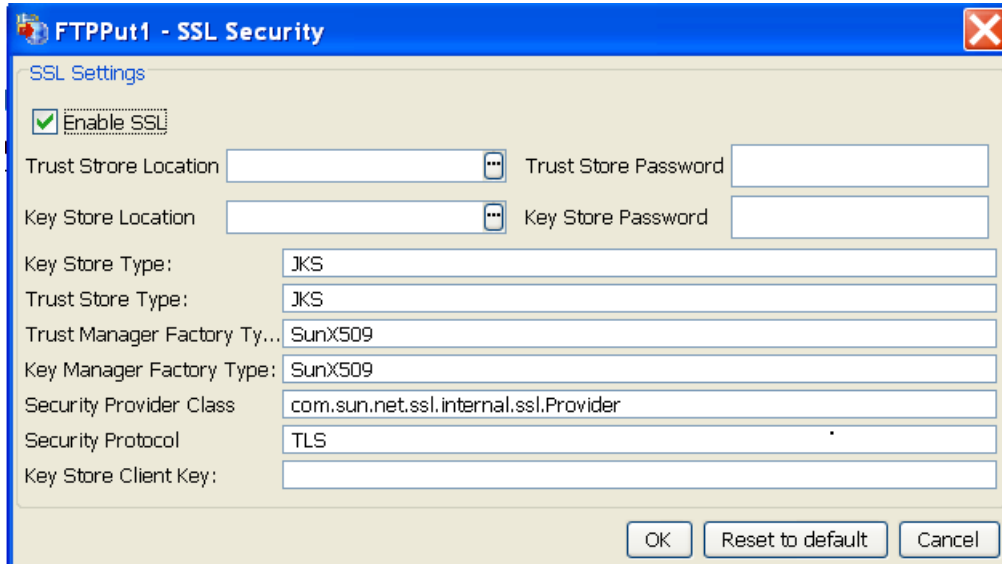 FTPPut1 - SSL Security
SSL Settings
Enable SSL
Trust Strore Location Trust Store Password
Key Store Location Key Store Password
Key Store Type: JKS
Trust Store Type: JKS
Trust Manager Factory Ty... SunX509
Key Manager Factory Type: SunX509
Security Provider Class com.sun.net.ssl.internal.ssl.Provider
Security Protocol TLS
Key Store Client Key:
OK Reset to default Cancel